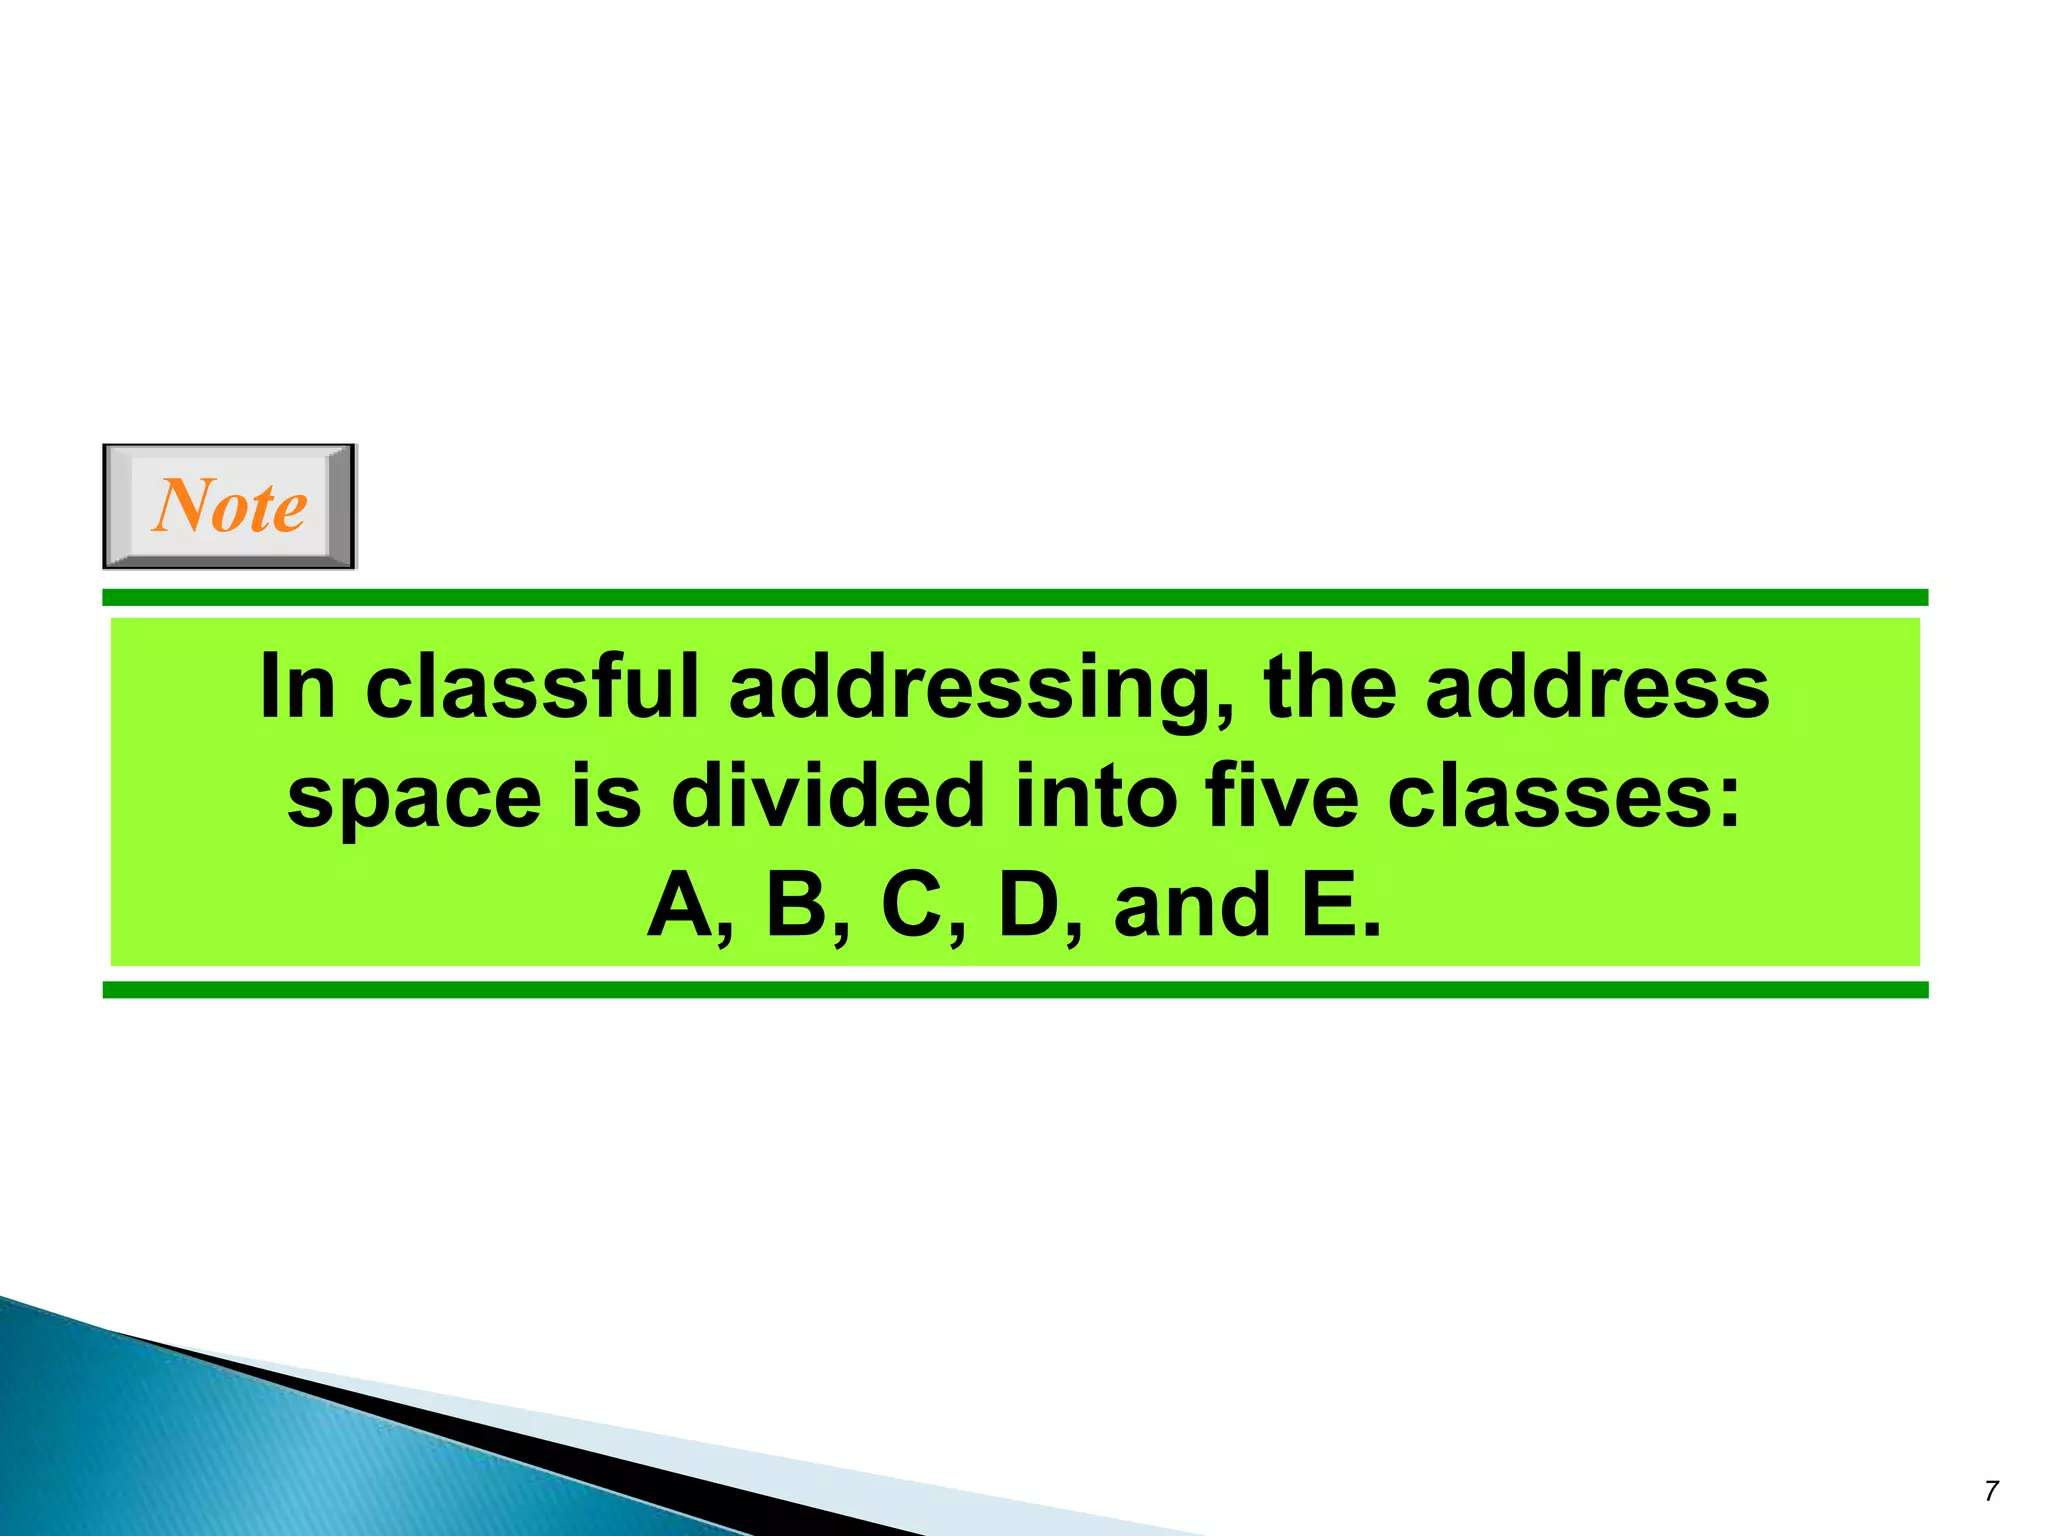 Note
In classful addressing, the address
space is divided into five classes:
A, B, C, D, and E.
7